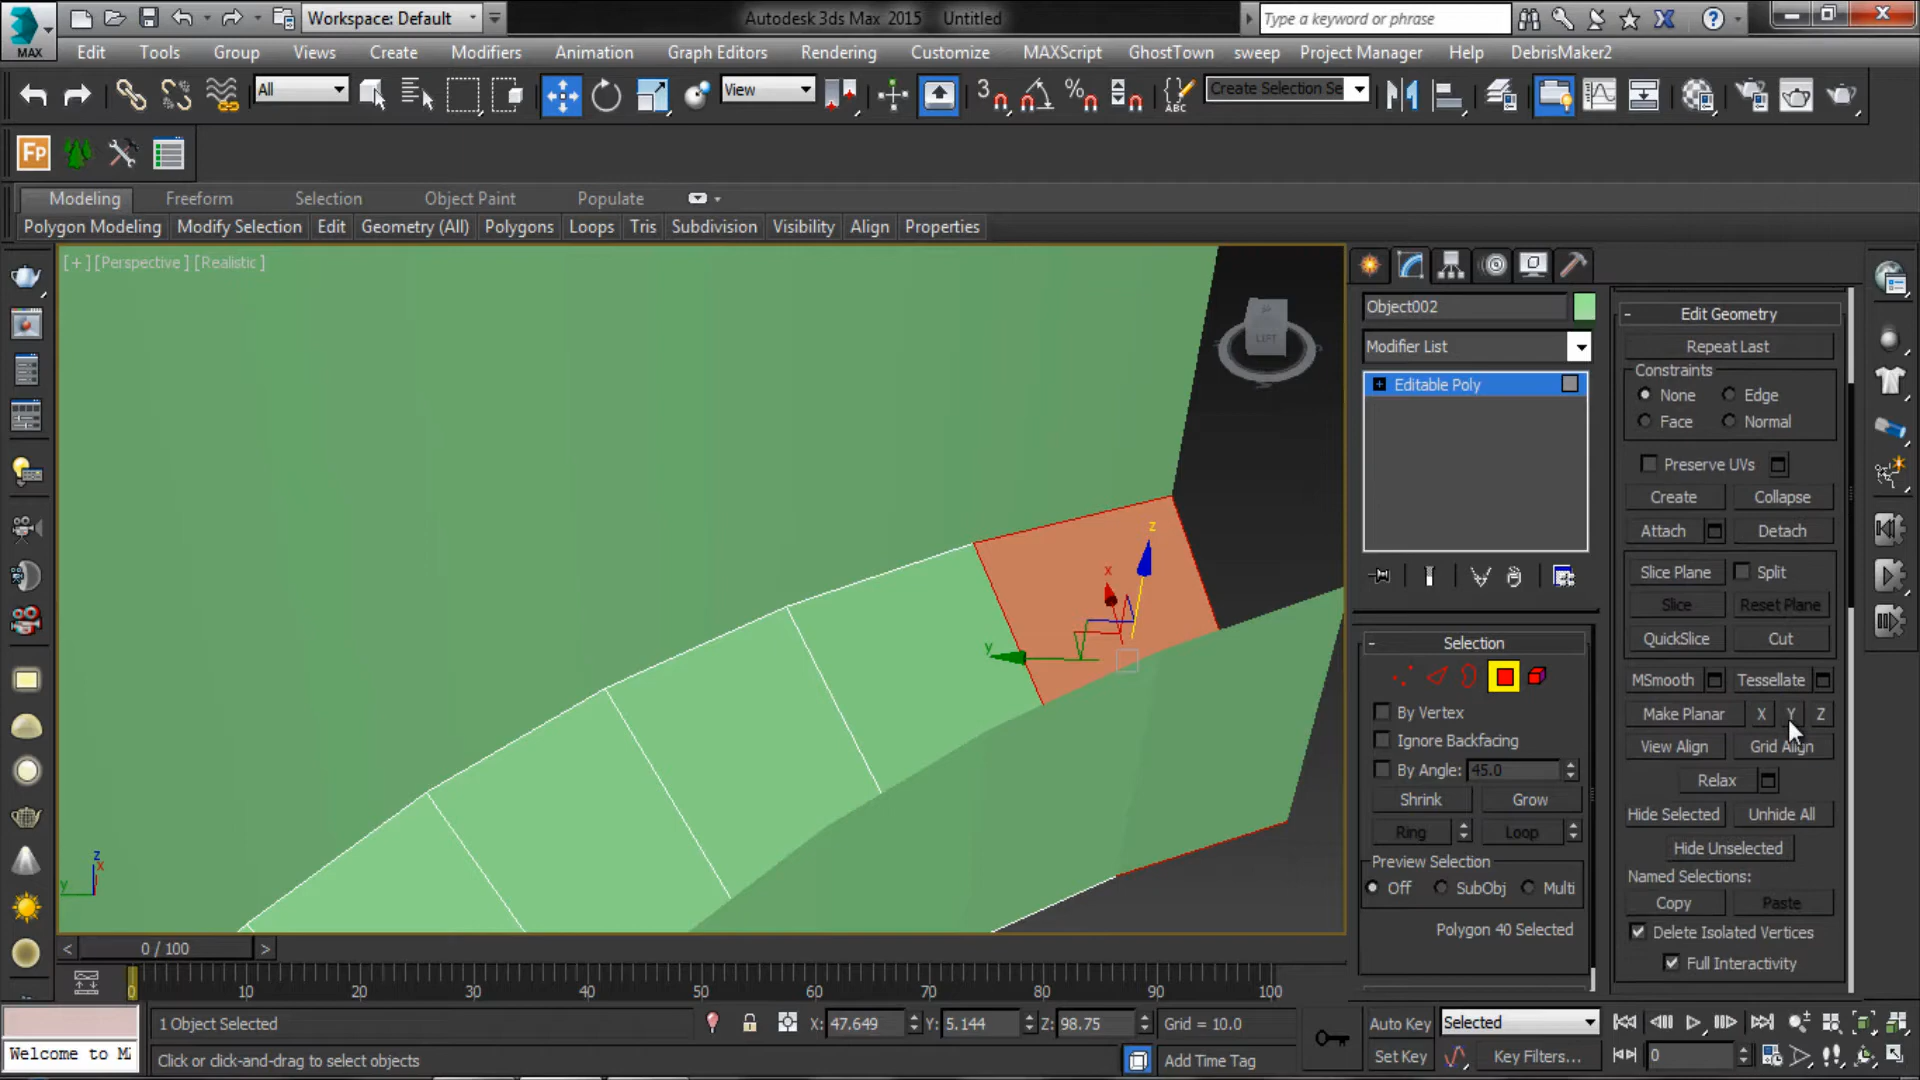 MAX
Workspace: Default
Autodesk 3ds Max 2015 Untitled
Type a keyword or phrase
Edit Tools Group Views Create Modifiers Animation Graph Editors Rendering Customize MAXScript GhostTown sweep Project Manager Help DebrisMaker2
All
View
3
%
ABC
Create Selection Se
Fp
Modeling Freeform Selection Object Paint Populate
Polygon Modeling Modify Selection Edit Geometry (All) Polygons Loops Tris Subdivision Visibility Align Properties
[+] [Perspective] [Realistic]
LEFT
z
x
y
z
x
y
Object002
Modifier List
Editable Poly
- Selection
By Vertex
Ignore Backfacing
By Angle: 45.0
Shrink Grow
Ring Loop
Preview Selection
Off SubObj Multi
Polygon 40 Selected
- Edit Geometry
Repeat Last
Constraints
None Edge
Face Normal
Preserve UVs
Create Collapse
Attach Detach
Slice Plane Split
Slice Reset Plane
QuickSlice Cut
MSmooth Tessellate
Make Planar X Y Z
View Align Grid Align
Relax
Hide Selected Unhide All
Hide Unselected
Named Selections:
Copy Paste
Delete Isolated Vertices
Full Interactivity
< 0 / 100 >
0 10 20 30 40 50 60 70 80 90 100
1 Object Selected X: 47.649 Y: 5.144 Z: 98.75 Grid = 10.0 Auto Key Selected
Welcome to M Click or click-and-drag to select objects Add Time Tag Set Key Key Filters... 0